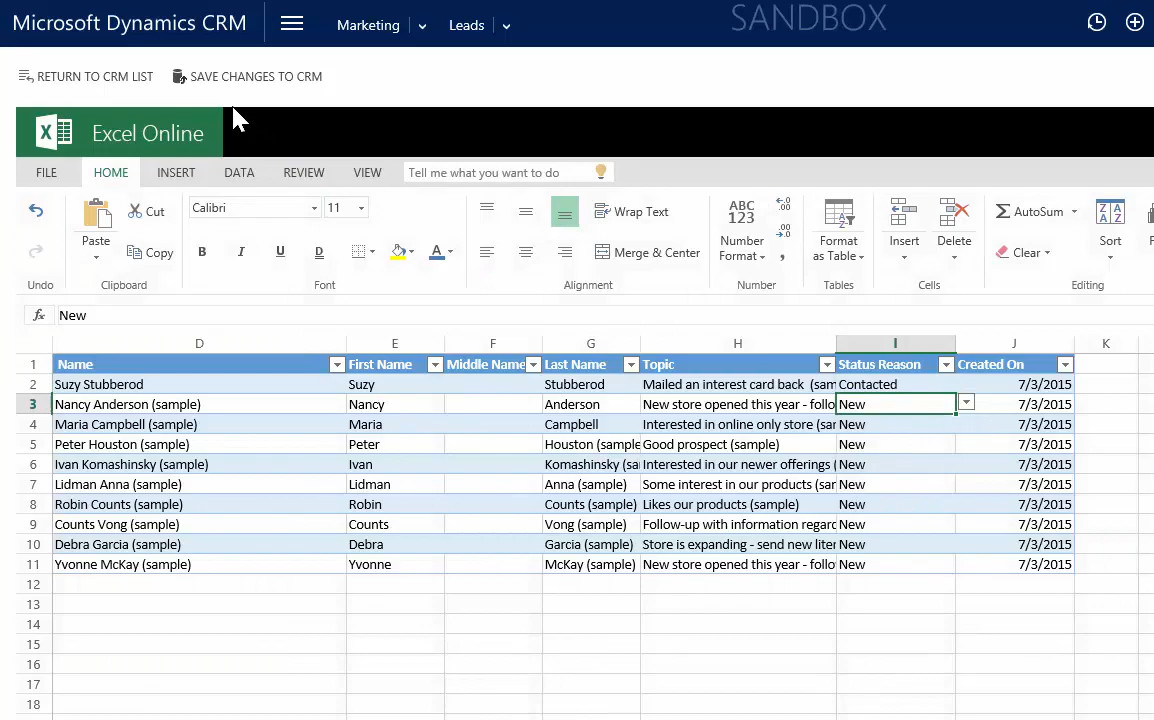 Microsoft Dynamics CRM Marketing Leads SANDBOX
RETURN TO CRM LIST SAVE CHANGES TO CRM
Excel Online
FILE HOME INSERT DATA REVIEW VIEW Tell me what you want to do
Calibri 11
Cut Copy Paste
B I U D A
Wrap Text
Merge & Center
ABC 123
Number Format
.00 .0
.00
Format as Table
Insert Delete
AutoSum
Clear
Sort
Undo Clipboard Font Alignment Number Tables Cells Editing
fx New
D E F G H I J K
1 Name First Name Middle Name Last Name Topic Status Reason Created On
2 Suzy Stubberod Suzy Stubberod Mailed an interest card back (sam Contacted 7/3/2015
3 Nancy Anderson (sample) Nancy Anderson New store opened this year - follo New 7/3/2015
4 Maria Campbell (sample) Maria Campbell Interested in online only store (sa New 7/3/2015
5 Peter Houston (sample) Peter Houston (sample Good prospect (sample) New 7/3/2015
6 Ivan Komashinsky (sample) Ivan Komashinsky (sa Interested in our newer offerings ( New 7/3/2015
7 Lidman Anna (sample) Lidman Anna (sample) Some interest in our products (sar New 7/3/2015
8 Robin Counts (sample) Robin Counts (sample) Likes our products (sample) New 7/3/2015
9 Counts Vong (sample) Counts Vong (sample) Follow-up with information regard New 7/3/2015
10 Debra Garcia (sample) Debra Garcia (sample) Store is expanding - send new liter New 7/3/2015
11 Yvonne McKay (sample) Yvonne McKay (sample) New store opened this year - follo New 7/3/2015
12
13
14
15
16
17
18